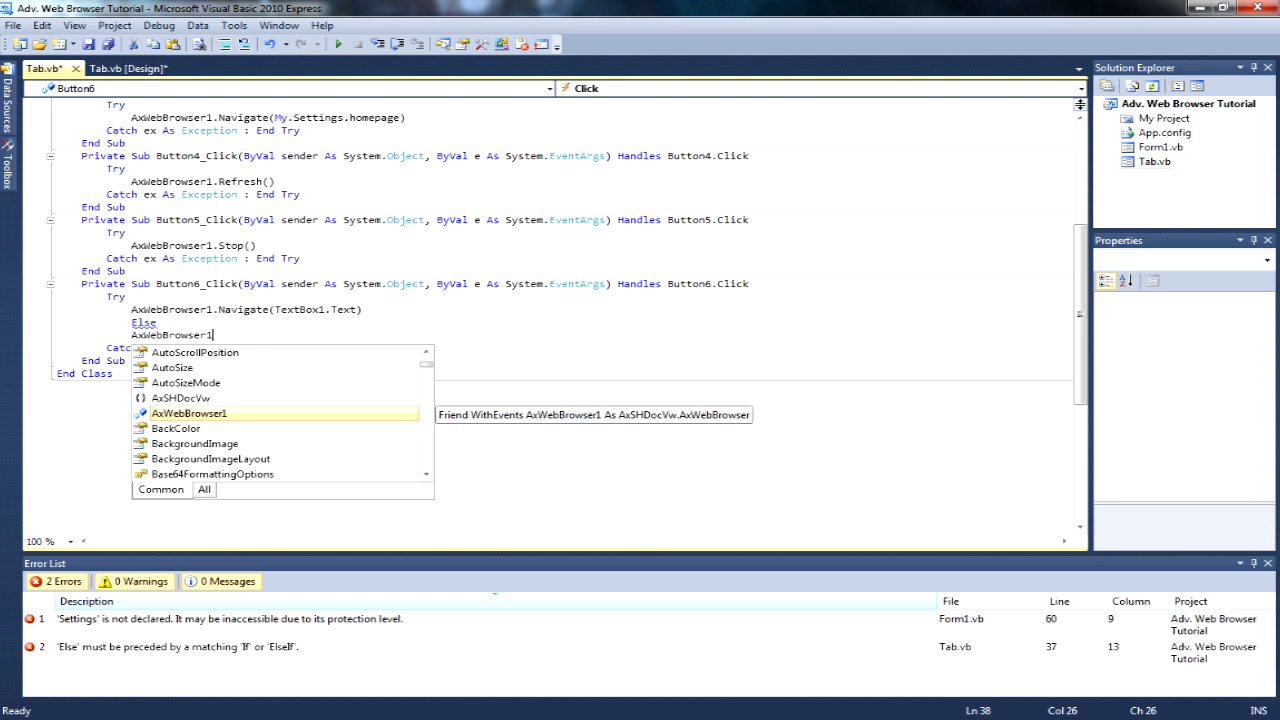 Adv. Web Browser Tutorial - Microsoft Visual Basic 2010 Express
File Edit View Project Debug Data Tools Window Help
Tab.vb* Tab.vb [Design]*
Button6 Click
Try
AxWebBrowser1.Navigate(My.Settings.homepage)
Catch ex As Exception : End Try
End Sub
Private Sub Button4_Click(ByVal sender As System.Object, ByVal e As System.EventArgs) Handles Button4.Click
Try
AxWebBrowser1.Refresh()
Catch ex As Exception : End Try
End Sub
Private Sub Button5_Click(ByVal sender As System.Object, ByVal e As System.EventArgs) Handles Button5.Click
Try
AxWebBrowser1.Stop()
Catch ex As Exception : End Try
End Sub
Private Sub Button6_Click(ByVal sender As System.Object, ByVal e As System.EventArgs) Handles Button6.Click
Try
AxWebBrowser1.Navigate(TextBox1.Text)
Else
AxWebBrowser1
Catc
End Sub
End Class
AutoScrollPosition
AutoSize
AutoSizeMode
AxSHDocVw
AxWebBrowser1
BackColor
BackgroundImage
BackgroundImageLayout
Base64FormattingOptions
Common All
Friend WithEvents AxWebBrowser1 As AxSHDocVw.AxWebBrowser
100 %
Data Sources
Toolbox
Solution Explorer
Adv. Web Browser Tutorial
My Project
App.config
Form1.vb
Tab.vb
Properties
Error List
2 Errors 0 Warnings 0 Messages
Description File Line Column Project
1 'Settings' is not declared. It may be inaccessible due to its protection level. Form1.vb 60 9 Adv. Web Browser
Tutorial
2 'Else' must be preceded by a matching 'If' or 'ElseIf'. Tab.vb 37 13 Adv. Web Browser
Tutorial
Ready Ln 38 Col 26 Ch 26 INS